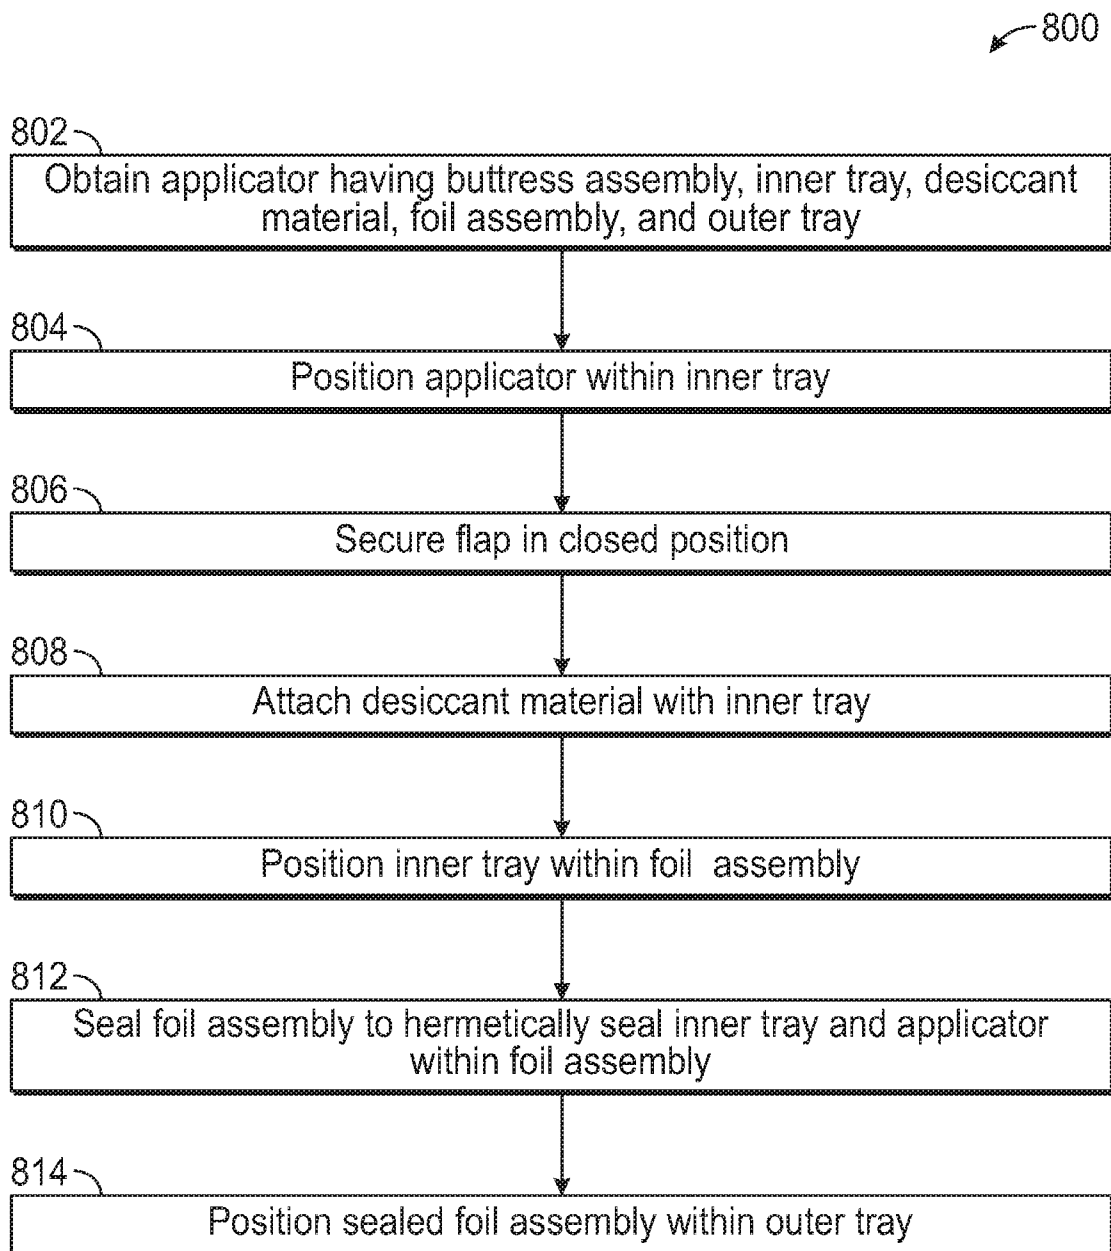 800
802
Obtain applicator having buttress assembly, inner tray, desiccant
material, foil assembly, and outer tray
804
Position applicator within inner tray
806
Secure flap in closed position
808
Attach desiccant material with inner tray
810
Position inner tray within foil assembly
812
Seal foil assembly to hermetically seal inner tray and applicator
within foil assembly
814
Position sealed foil assembly within outer tray